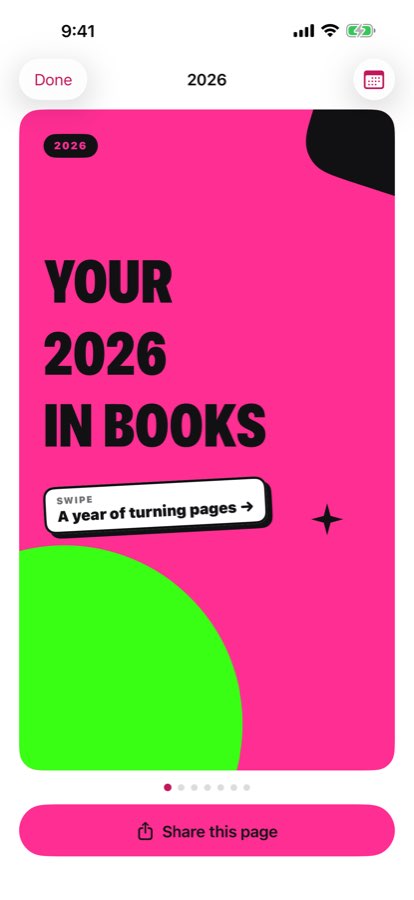 9:41
Done
2026
2026
YOUR
2026
IN BOOKS
SWIPE
A year of turning pages →
Share this page